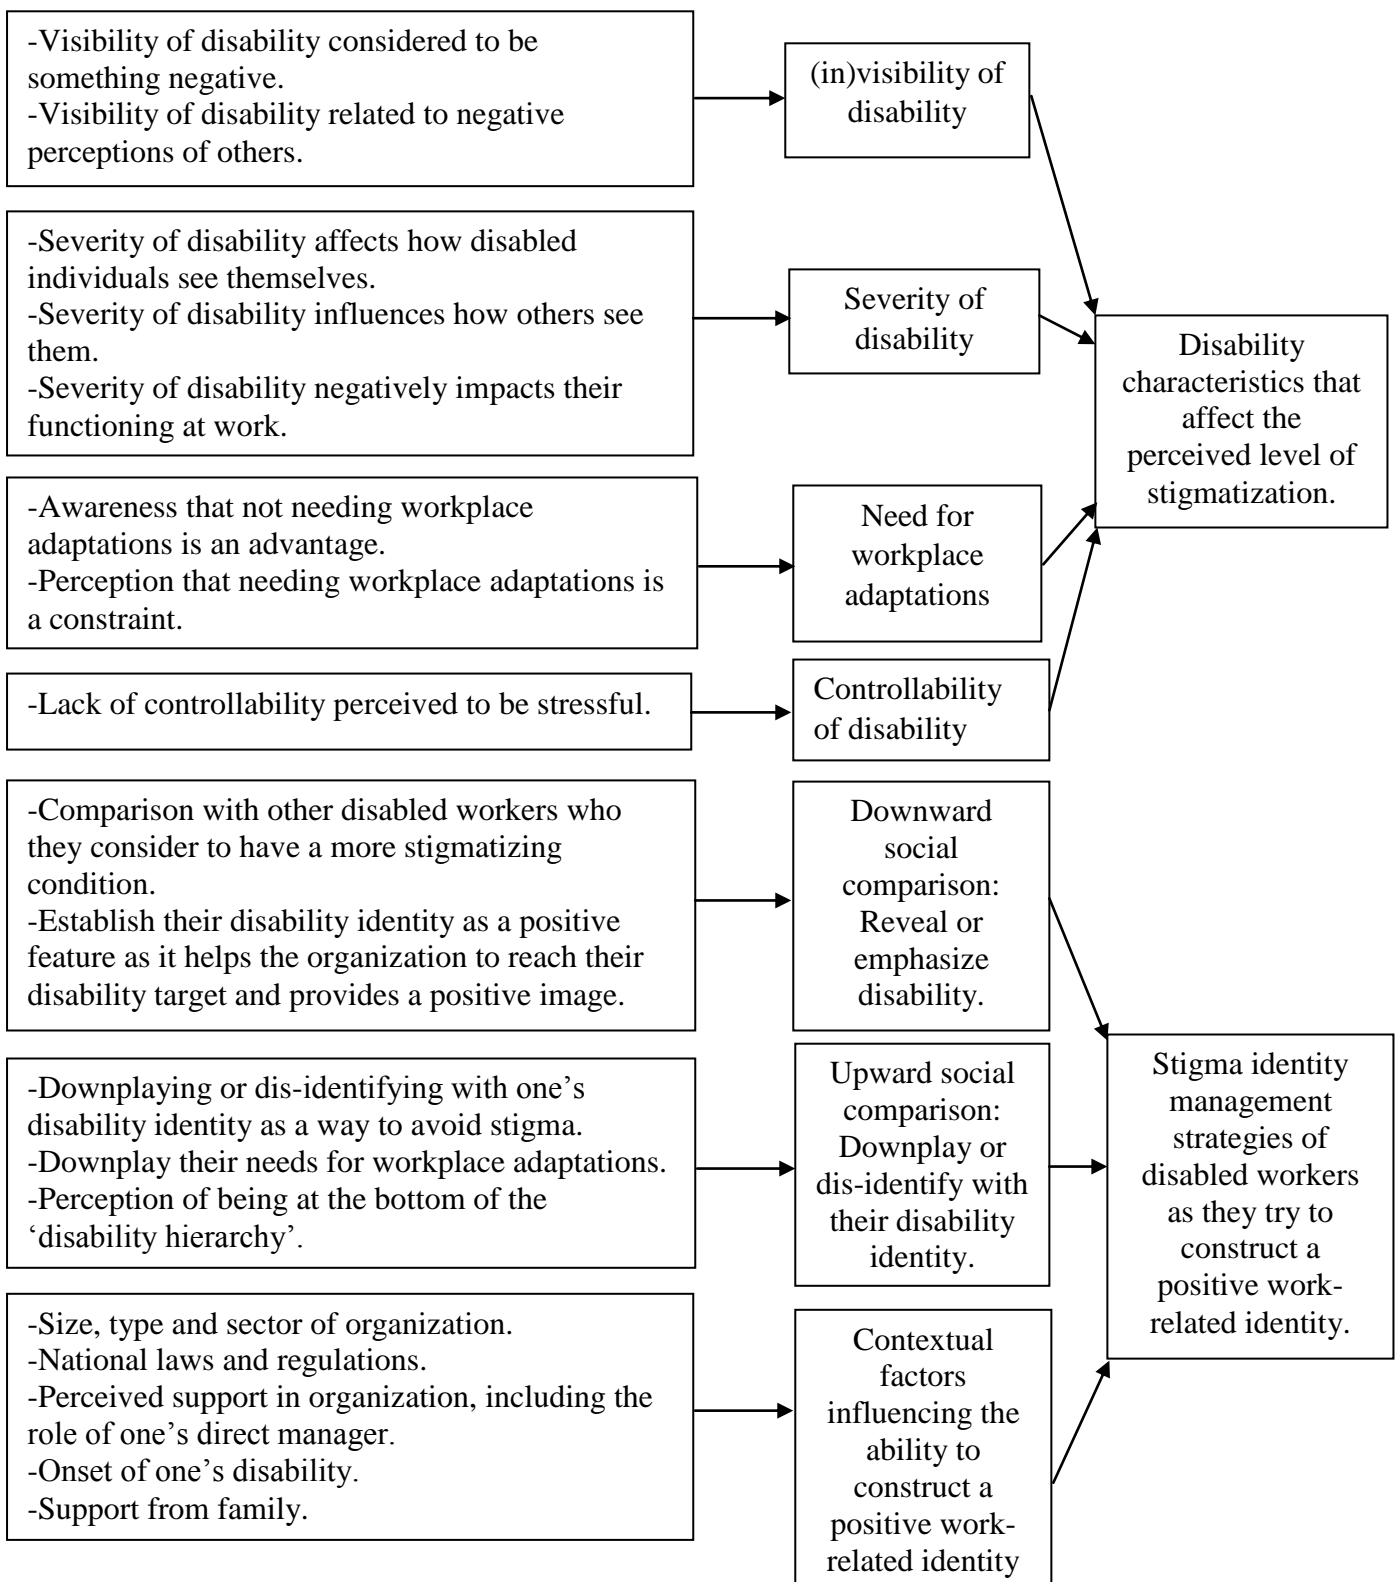 -Visibility of disability considered to be
something negative.
-Visibility of disability related to negative
perceptions of others.
(in)visibility of
disability
-Severity of disability affects how disabled
individuals see themselves.
-Severity of disability influences how others see
them.
-Severity of disability negatively impacts their
functioning at work.
Severity of
disability
Disability
characteristics that
affect the
perceived level of
stigmatization.
-Awareness that not needing workplace
adaptations is an advantage.
-Perception that needing workplace adaptations is
a constraint.
Need for
workplace
adaptations
-Lack of controllability perceived to be stressful.
Controllability
of disability
-Comparison with other disabled workers who
they consider to have a more stigmatizing
condition.
-Establish their disability identity as a positive
feature as it helps the organization to reach their
disability target and provides a positive image.
Downward
social
comparison:
Reveal or
emphasize
disability.
-Downplaying or dis-identifying with one’s
disability identity as a way to avoid stigma.
-Downplay their needs for workplace adaptations.
-Perception of being at the bottom of the
‘disability hierarchy’.
Upward social
comparison:
Downplay or
dis-identify with
their disability
identity.
Stigma identity
management
strategies of
disabled workers
as they try to
construct a
positive work-
related identity.
-Size, type and sector of organization.
-National laws and regulations.
-Perceived support in organization, including the
role of one’s direct manager.
-Onset of one’s disability.
-Support from family.
Contextual
factors
influencing the
ability to
construct a
positive work-
related identity